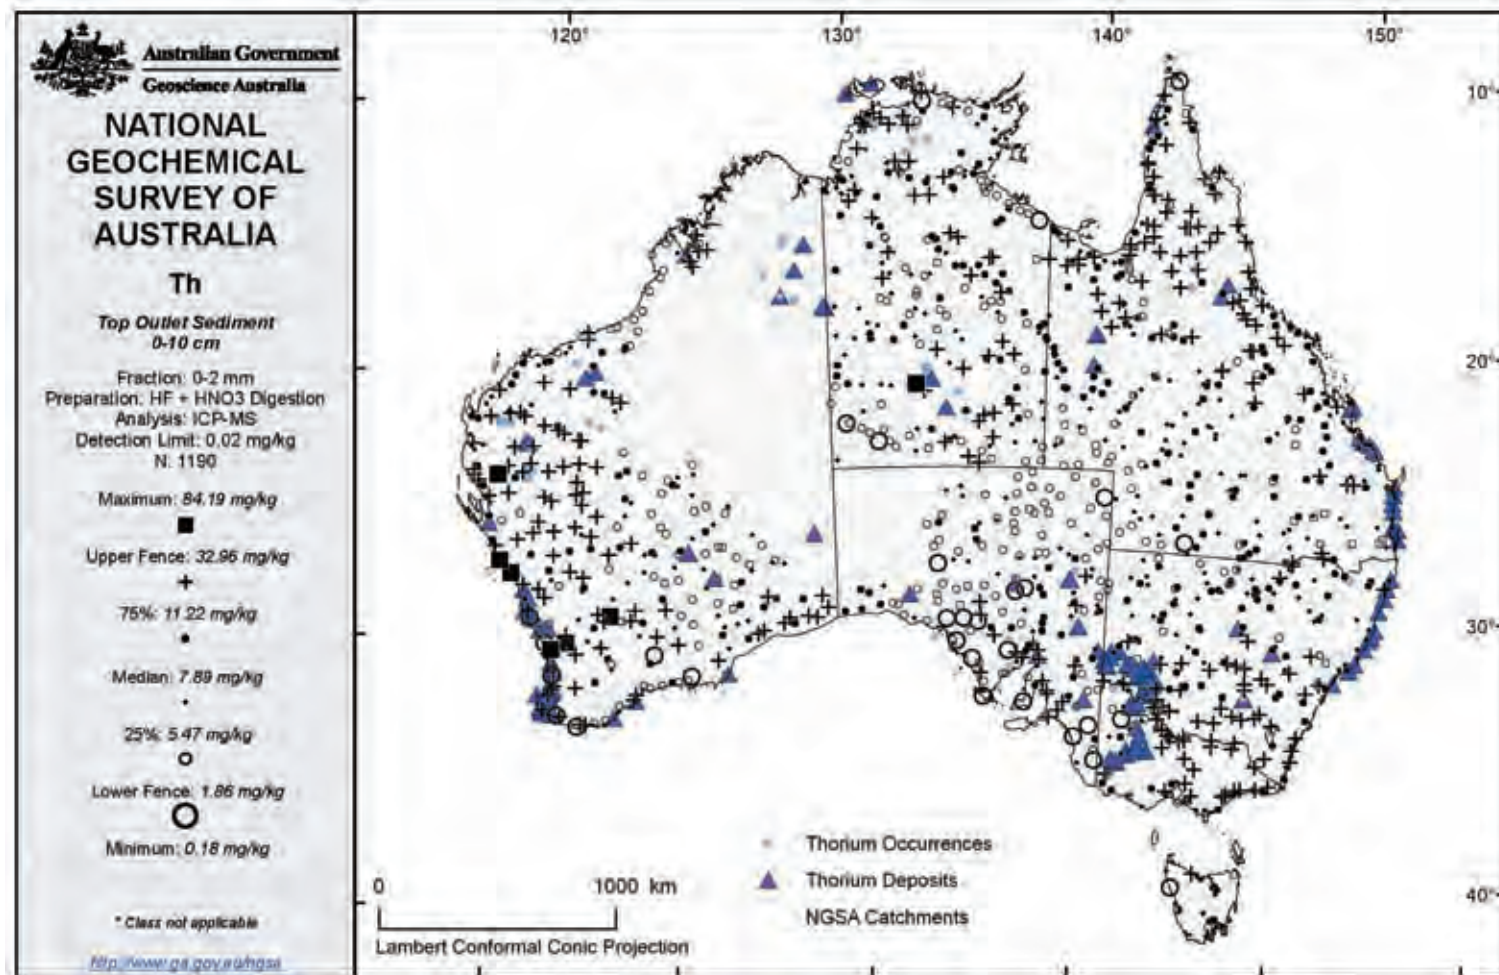 Australian Government
Geoscience Australia
NATIONAL
GEOCHEMICAL
SURVEY OF
AUSTRALIA
Th
Top Outlet Sediment
0-10 cm
Fraction: 0-2 mm
Preparation: HF + HNO3 Digestion
Analysis: ICP-MS
Detection Limit: 0.02 mg/kg
N: 1190
Maximum: 84.19 mg/kg
Upper Fence: 32.96 mg/kg
75%: 11.22 mg/kg
Median: 7.89 mg/kg
25%: 5.47 mg/kg
Lower Fence: 1.86 mg/kg
Minimum: 0.18 mg/kg
* Class not applicable
http://www.ga.gov.au/ngsa
120°
130°
140°
150°
10°
20°
30°
40°
Thorium Occurrences
Thorium Deposits
NGSA Catchments
0 1000 km
Lambert Conformal Conic Projection